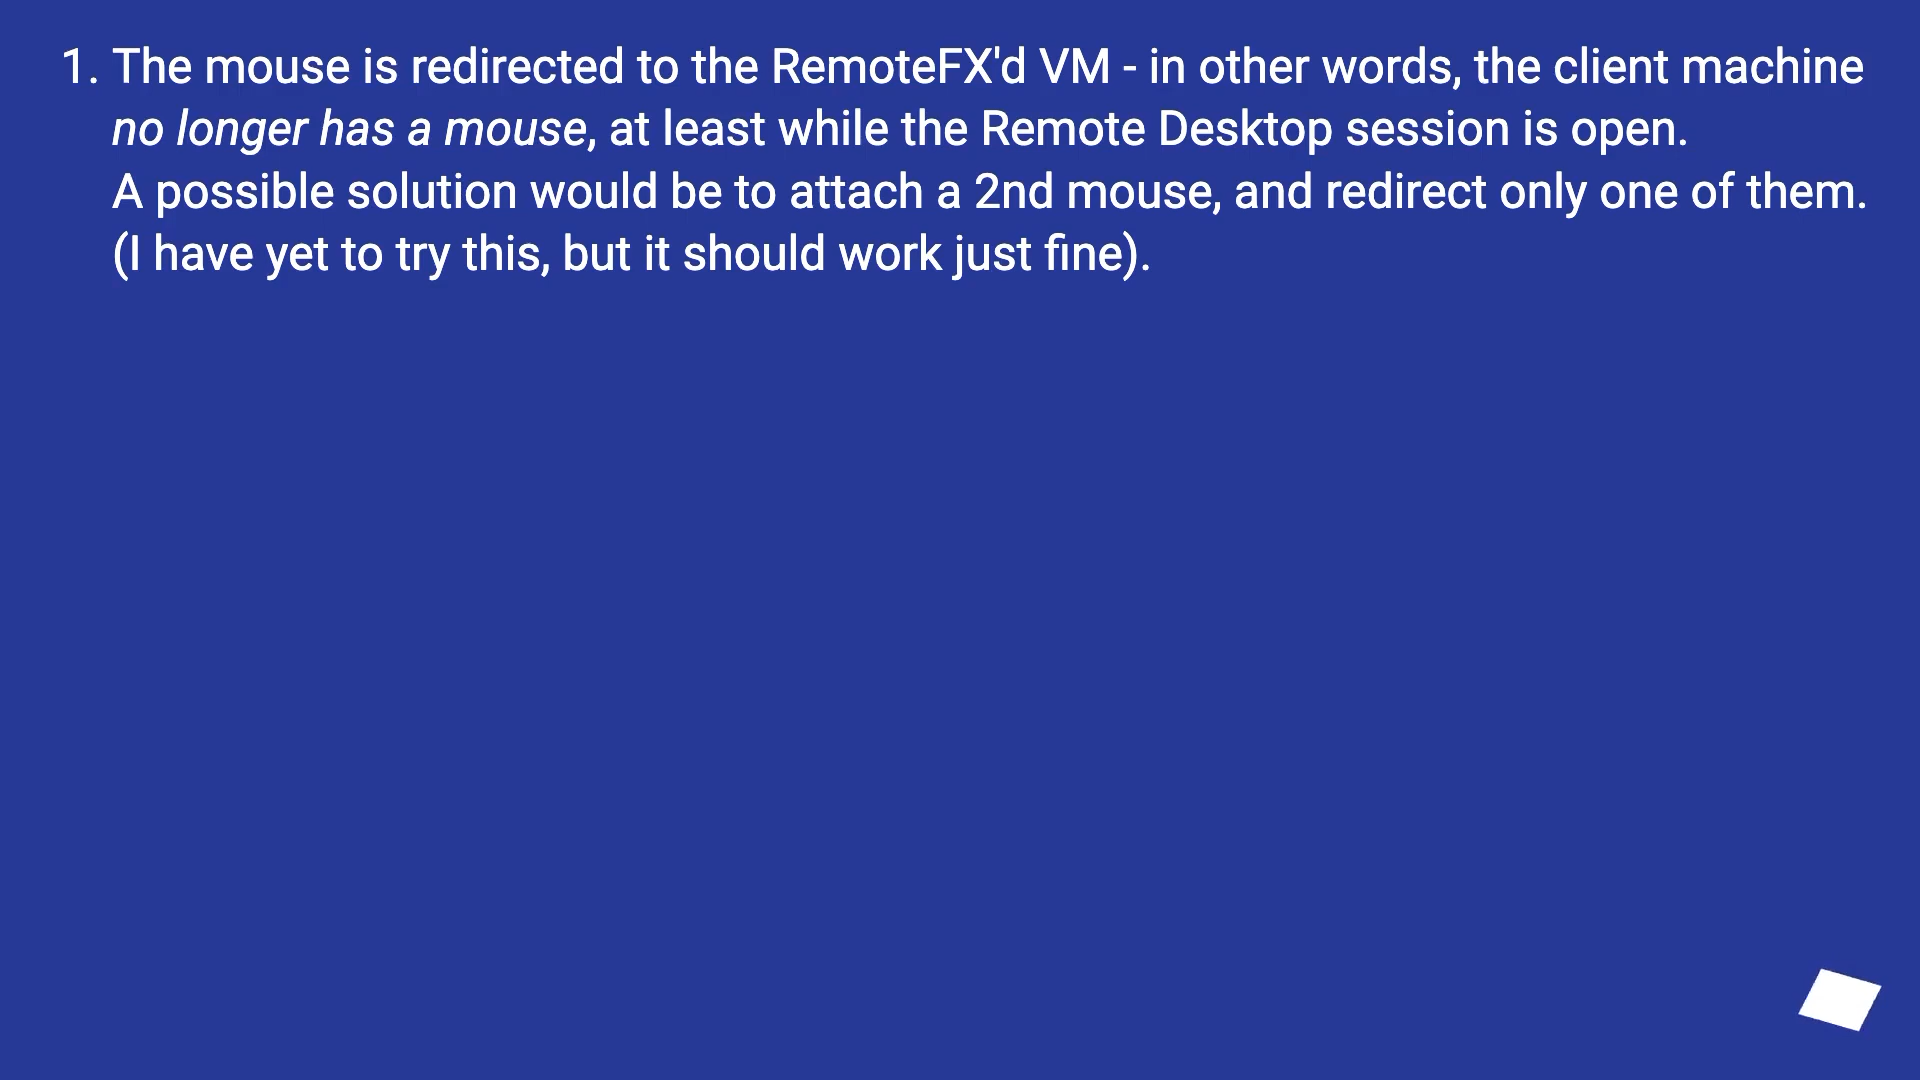 1. The mouse is redirected to the RemoteFX'd VM - in other words, the client machine
no longer has a mouse, at least while the Remote Desktop session is open.
A possible solution would be to attach a 2nd mouse, and redirect only one of them.
(I have yet to try this, but it should work just fine).